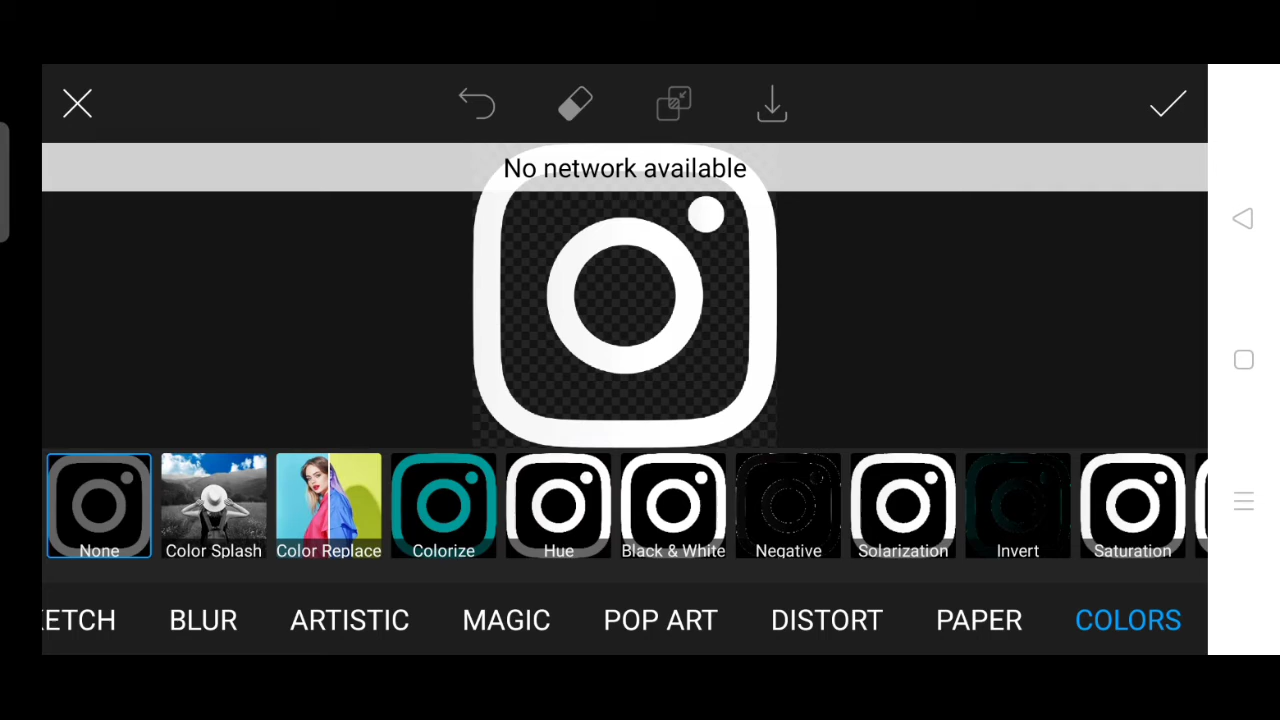 No network available
None
Color Splash
Color Replace
Colorize
Hue
Black & White
Negative
Solarization
Invert
Saturation
ETCH BLUR ARTISTIC MAGIC POP ART DISTORT PAPER COLORS